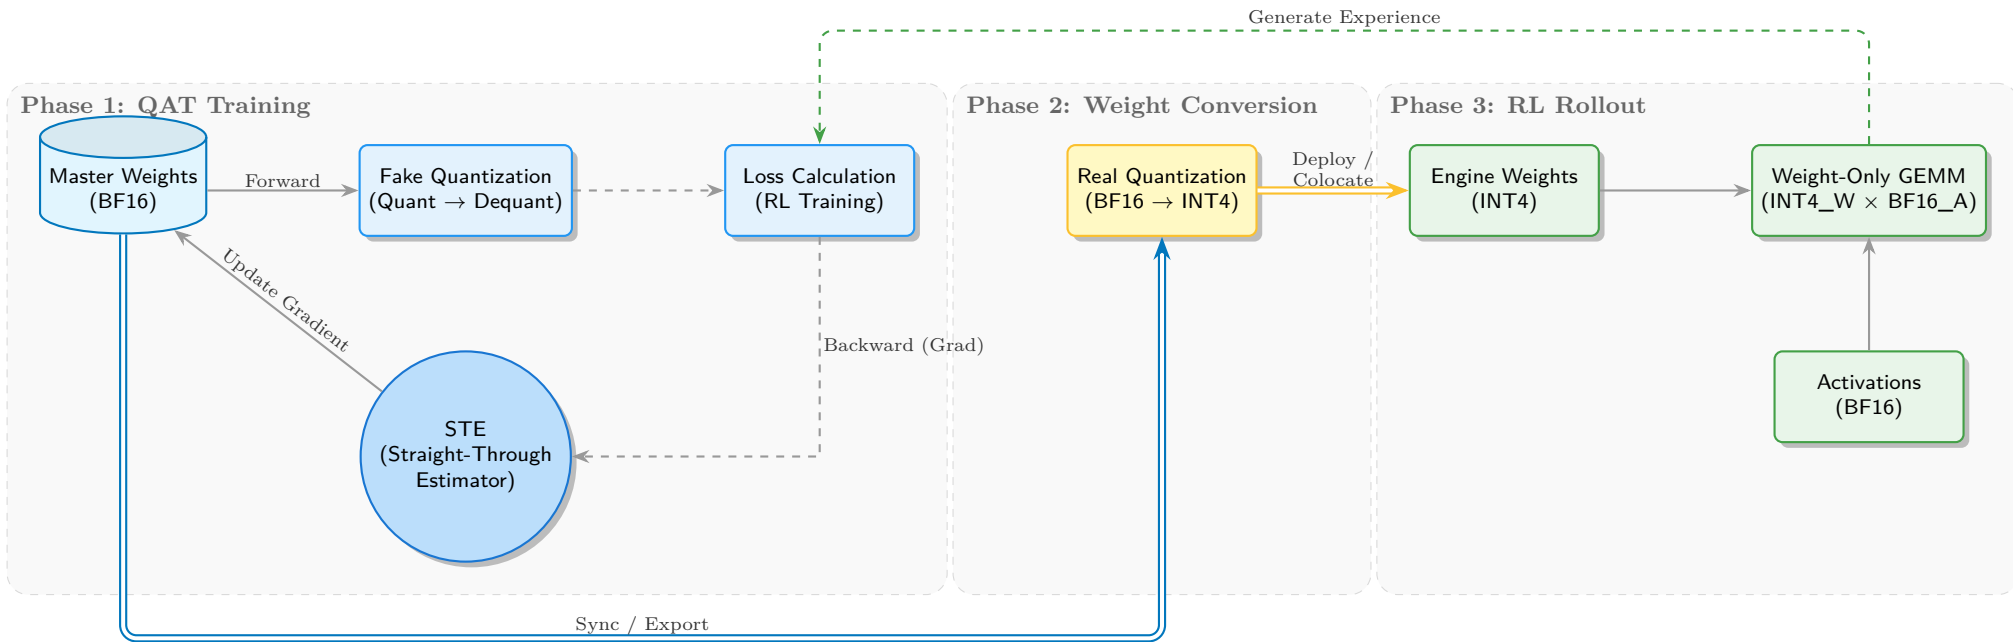 Generate Experience
Phase 1: QAT Training
Master Weights
(BF16)
Forward
Fake Quantization
(Quant → Dequant)
Loss Calculation
(RL Training)
Update Gradient
Backward (Grad)
STE
(Straight-Through
Estimator)
Sync / Export
Phase 2: Weight Conversion
Real Quantization
(BF16 → INT4)
Deploy /
Colocate
Phase 3: RL Rollout
Engine Weights
(INT4)
Weight-Only GEMM
(INT4_W × BF16_A)
Activations
(BF16)